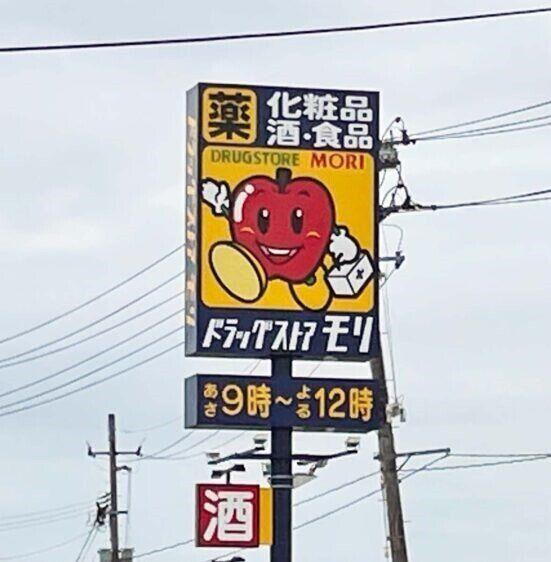 薬
化粧品
酒・食品
DRUGSTORE MORI
ドラッグストア モリ
あさ9時～よる12時
酒